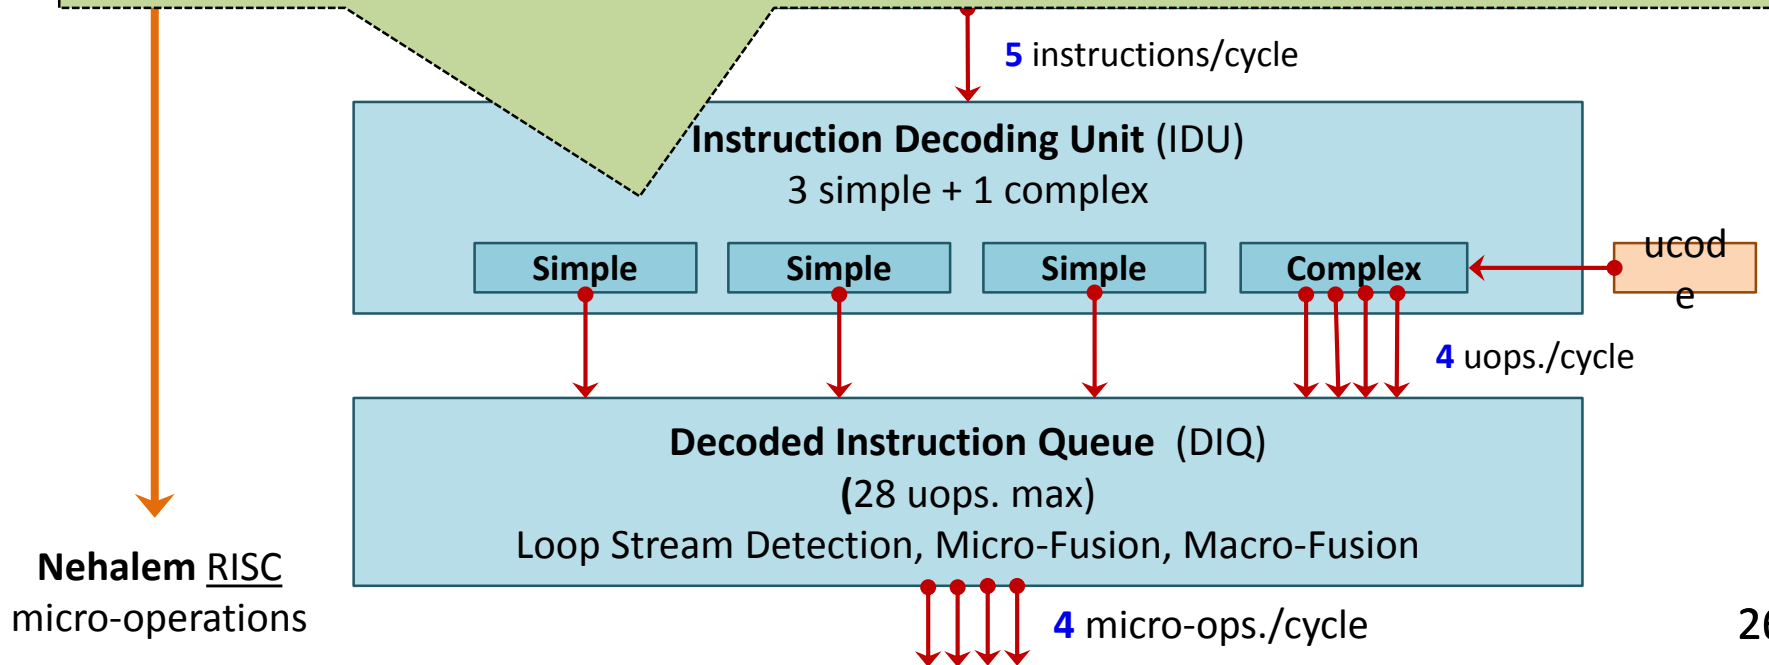 5 instructions/cycle
Instruction Decoding Unit (IDU)
3 simple + 1 complex
Simple Simple Simple Complex
ucod
e
4 uops./cycle
Decoded Instruction Queue (DIQ)
(28 uops. max)
Loop Stream Detection, Micro-Fusion, Macro-Fusion
Nehalem RISC
micro-operations
4 micro-ops./cycle
26